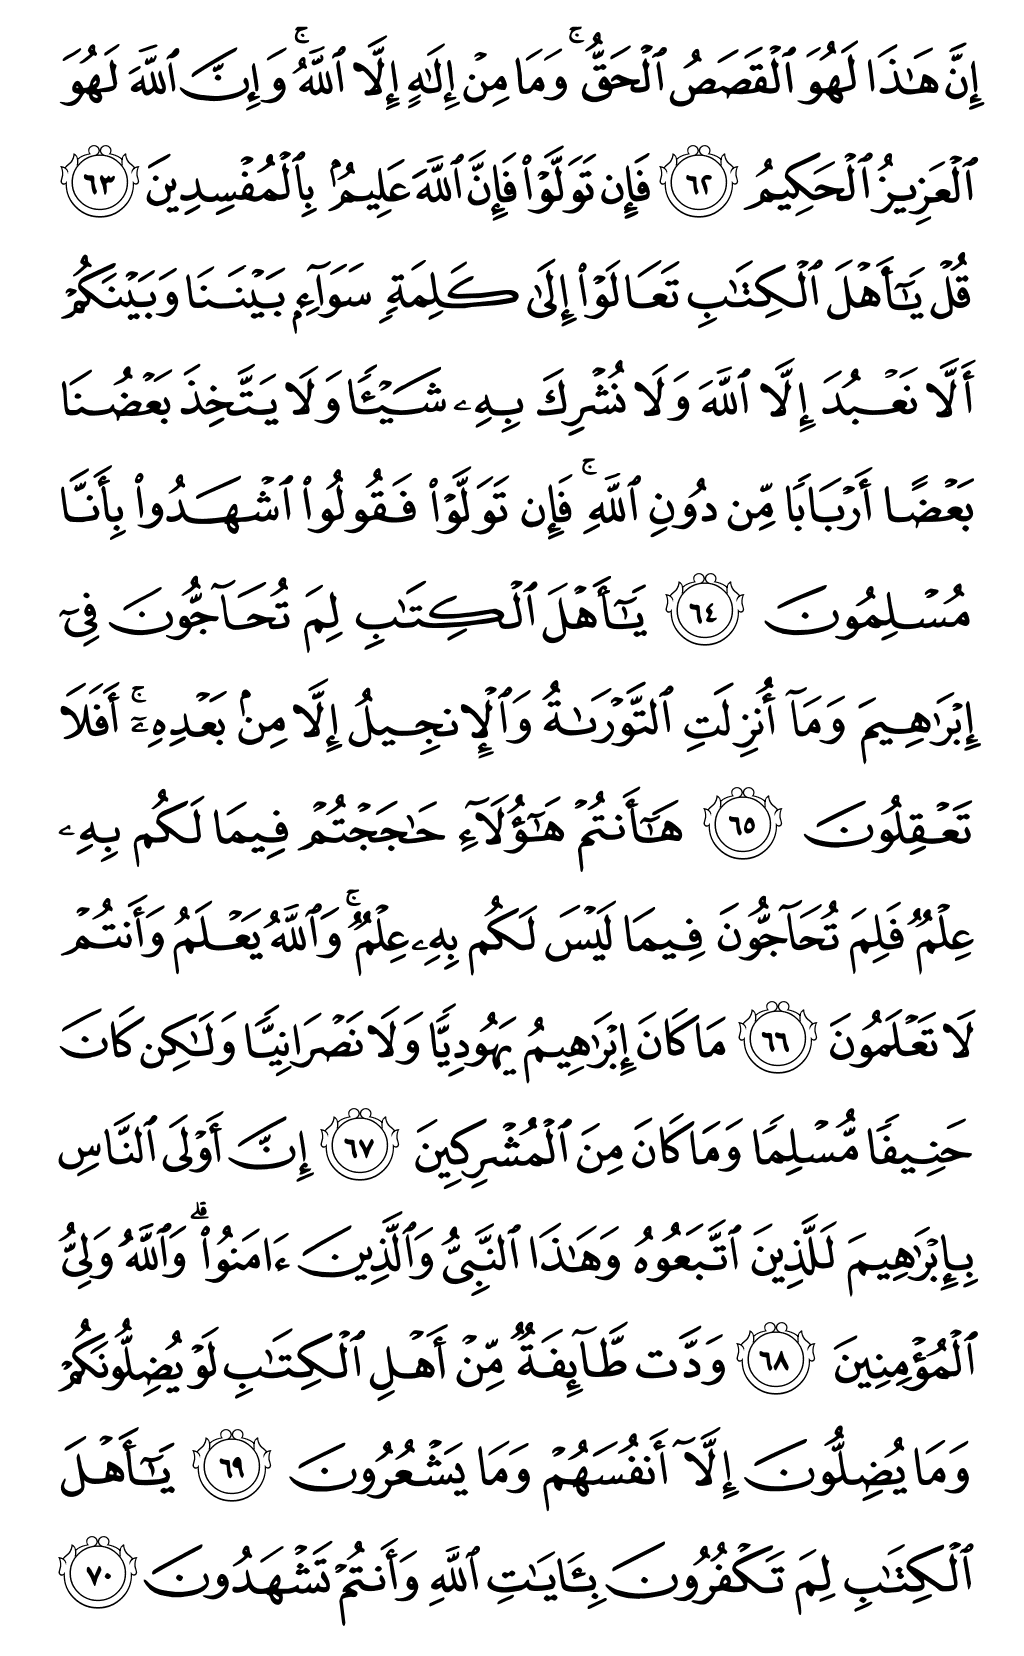 إِنَّ هَـٰذَا لَهُوَ ٱلْقَصَصُ ٱلْحَقُّ ۚ وَمَا مِنْ إِلَـٰهٍ إِلَّا ٱللَّهُ ۚ وَإِنَّ ٱللَّهَ لَهُوَ
ٱلْعَزِيزُ ٱلْحَكِيمُ ٦٢ فَإِن تَوَلَّوْا۟ فَإِنَّ ٱللَّهَ عَلِيمٌۢ بِٱلْمُفْسِدِينَ ٦٣
قُلْ يَـٰٓأَهْلَ ٱلْكِتَـٰبِ تَعَالَوْا۟ إِلَىٰ كَلِمَةٍ سَوَآءٍۭ بَيْنَنَا وَبَيْنَكُمْ
أَلَّا نَعْبُدَ إِلَّا ٱللَّهَ وَلَا نُشْرِكَ بِهِۦ شَيْـًٔا وَلَا يَتَّخِذَ بَعْضُنَا
بَعْضًا أَرْبَابًا مِّن دُونِ ٱللَّهِ ۚ فَإِن تَوَلَّوْا۟ فَقُولُوا۟ ٱشْهَدُوا۟ بِأَنَّا
مُسْلِمُونَ ٦٤ يَـٰٓأَهْلَ ٱلْكِتَـٰبِ لِمَ تُحَآجُّونَ فِىٓ
إِبْرَٰهِيمَ وَمَآ أُنزِلَتِ ٱلتَّوْرَىٰةُ وَٱلْإِنجِيلُ إِلَّا مِنۢ بَعْدِهِۦٓ ۚ أَفَلَا
تَعْقِلُونَ ٦٥ هَـٰٓأَنتُمْ هَـٰٓؤُلَآءِ حَـٰجَجْتُمْ فِيمَا لَكُم بِهِۦ
عِلْمٌ فَلِمَ تُحَآجُّونَ فِيمَا لَيْسَ لَكُم بِهِۦ عِلْمٌ ۚ وَٱللَّهُ يَعْلَمُ وَأَنتُمْ
لَا تَعْلَمُونَ ٦٦ مَا كَانَ إِبْرَٰهِيمُ يَهُودِيًّا وَلَا نَصْرَانِيًّا وَلَـٰكِن كَانَ
حَنِيفًا مُّسْلِمًا وَمَا كَانَ مِنَ ٱلْمُشْرِكِينَ ٦٧ إِنَّ أَوْلَى ٱلنَّاسِ
بِإِبْرَٰهِيمَ لَلَّذِينَ ٱتَّبَعُوهُ وَهَـٰذَا ٱلنَّبِىُّ وَٱلَّذِينَ ءَامَنُوا۟ ۗ وَٱللَّهُ وَلِىُّ
ٱلْمُؤْمِنِينَ ٦٨ وَدَّت طَّآئِفَةٌ مِّنْ أَهْلِ ٱلْكِتَـٰبِ لَوْ يُضِلُّونَكُمْ
وَمَا يُضِلُّونَ إِلَّآ أَنفُسَهُمْ وَمَا يَشْعُرُونَ ٦٩ يَـٰٓأَهْلَ
ٱلْكِتَـٰبِ لِمَ تَكْفُرُونَ بِـَٔايَـٰتِ ٱللَّهِ وَأَنتُمْ تَشْهَدُونَ ٧٠